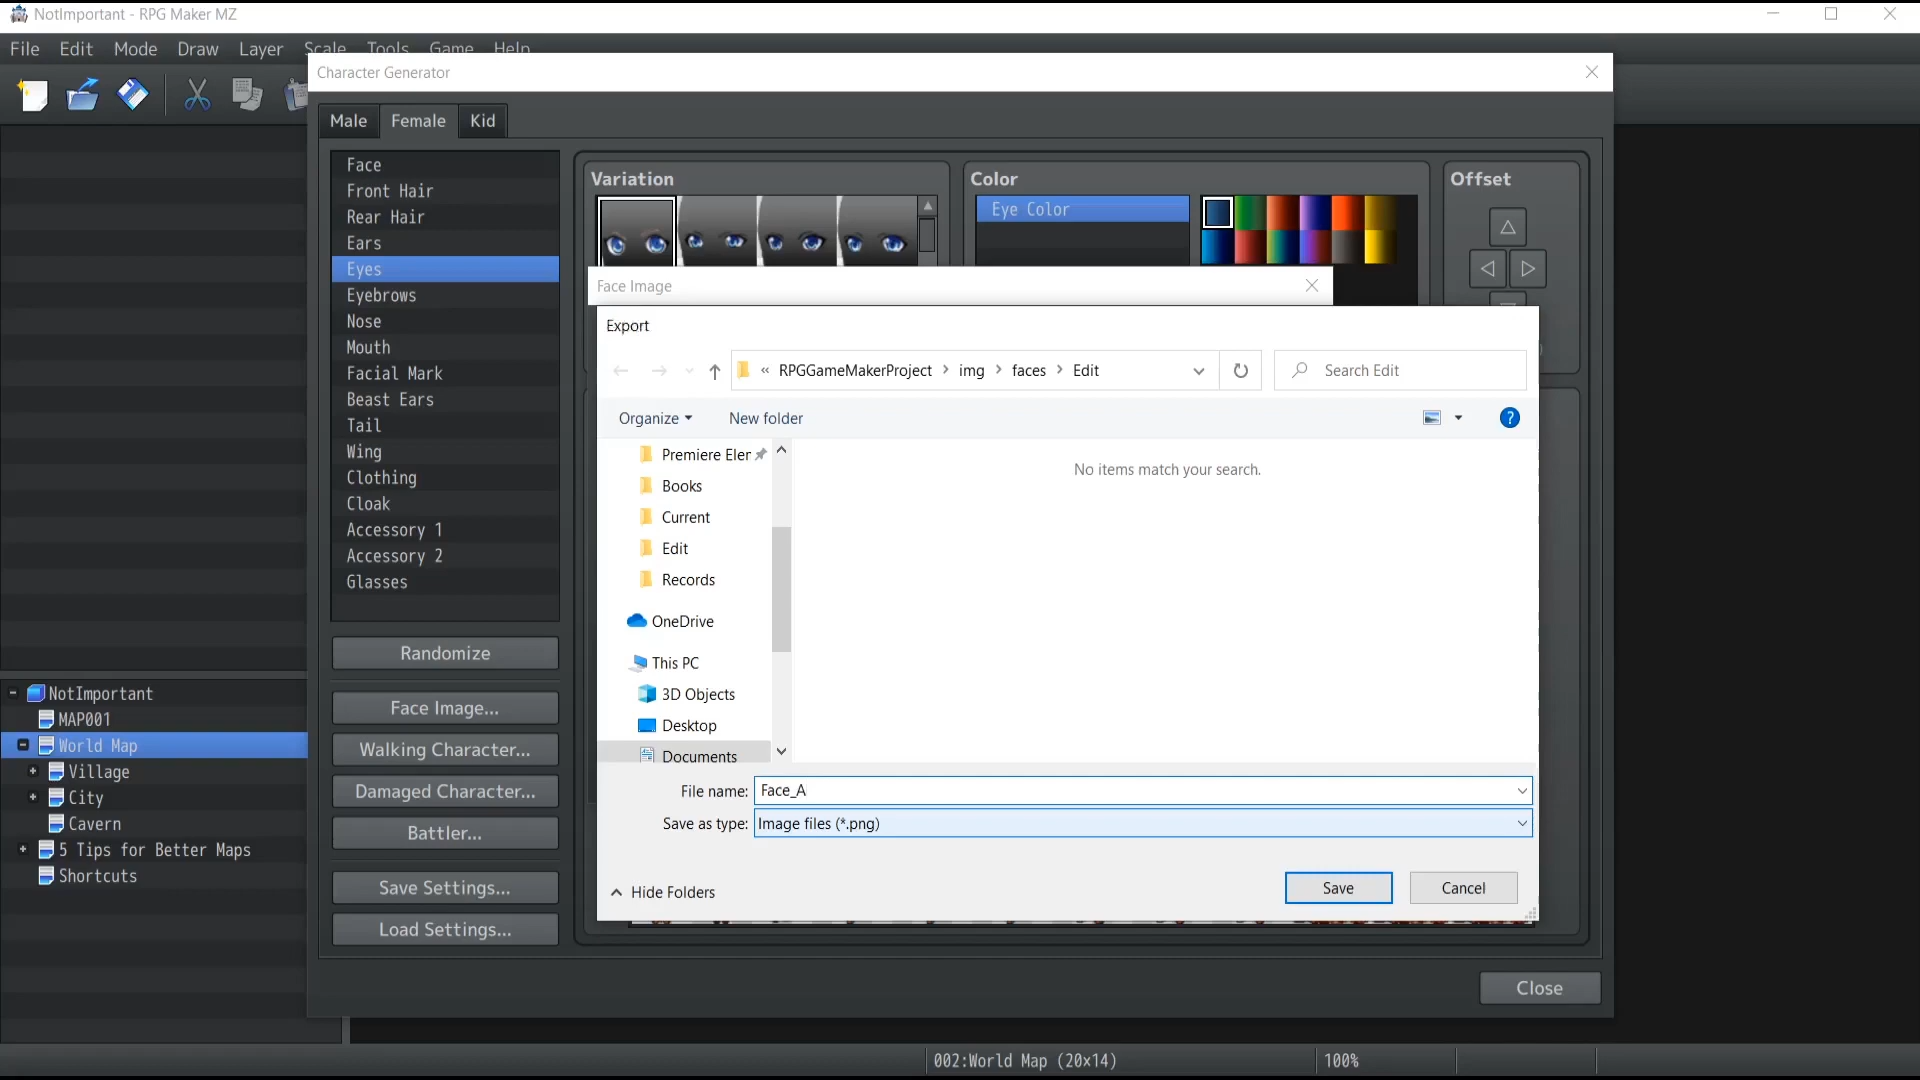 NotImportant - RPG Maker MZ
File Edit Mode Draw Layer Scale Tools Game Help
Character Generator
Male Female Kid
Face
Front Hair
Rear Hair
Ears
Eyes
Eyebrows
Nose
Mouth
Facial Mark
Beast Ears
Tail
Wing
Clothing
Cloak
Accessory 1
Accessory 2
Glasses
Randomize
Face Image...
Walking Character...
Damaged Character...
Battler...
Save Settings...
Load Settings...
Variation
Color
Eye Color
Offset
Face Image
Export
« RPGGameMakerProject › img › faces › Edit
Search Edit
Organize
New folder
Premiere Eler
Books
Current
Edit
Records
OneDrive
This PC
3D Objects
Desktop
Documents
No items match your search.
File name: Face_A
Save as type: Image files (*.png)
Hide Folders
Save
Cancel
Close
NotImportant
MAP001
World Map
Village
City
Cavern
5 Tips for Better Maps
Shortcuts
002:World Map (20×14)
100%